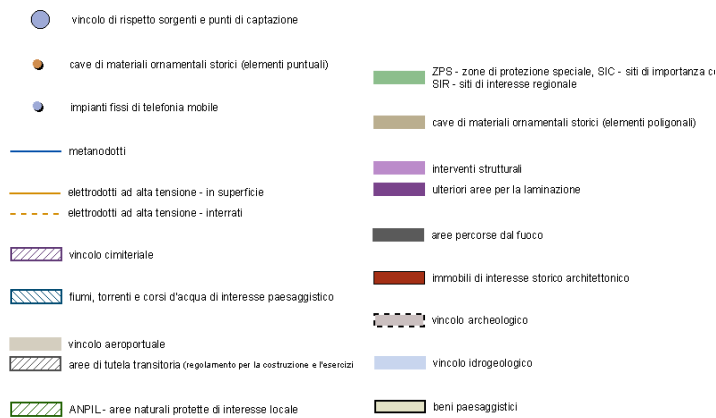 vincolo di rispetto sorgenti e punti di captazione
cave di materiali ornamentali storici (elementi puntuali)
impianti fissi di telefonia mobile
metanodotti
elettrodotti ad alta tensione - in superficie
elettrodotti ad alta tensione - interrati
vincolo cimiteriale
fiumi, torrenti e corsi d'acqua di interesse paesaggistico
vincolo aeroportuale
aree di tutela transitoria (regolamento per la costruzione e l'esercizi
ANPIL - aree naturali protette di interesse locale
ZPS - zone di protezione speciale, SIC - siti di importanza c
SIR - siti di interesse regionale
cave di materiali ornamentali storici (elementi poligonali)
interventi strutturali
ulteriori aree per la laminazione
aree percorse dal fuoco
immobili di interesse storico architettonico
vincolo archeologico
vincolo idrogeologico
beni paesaggistici